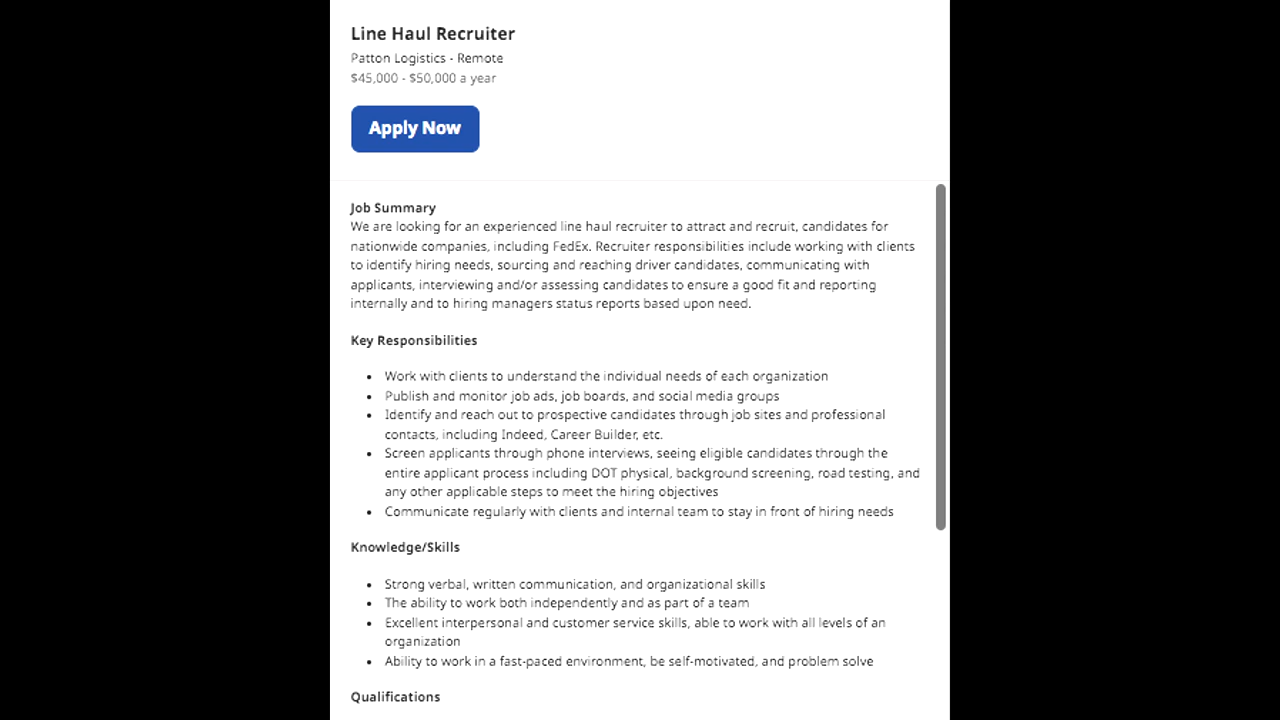 Line Haul Recruiter
Patton Logistics - Remote
$45,000 - $50,000 a year
Apply Now
Job Summary
We are looking for an experienced line haul recruiter to attract and recruit, candidates for
nationwide companies, including FedEx. Recruiter responsibilities include working with clients
to identify hiring needs, sourcing and reaching driver candidates, communicating with
applicants, interviewing and/or assessing candidates to ensure a good fit and reporting
internally and to hiring managers status reports based upon need.
Key Responsibilities
• Work with clients to understand the individual needs of each organization
• Publish and monitor job ads, job boards, and social media groups
• Identify and reach out to prospective candidates through job sites and professional
contacts, including Indeed, Career Builder, etc.
• Screen applicants through phone interviews, seeing eligible candidates through the
entire applicant process including DOT physical, background screening, road testing, and
any other applicable steps to meet the hiring objectives
• Communicate regularly with clients and internal team to stay in front of hiring needs
Knowledge/Skills
• Strong verbal, written communication, and organizational skills
• The ability to work both independently and as part of a team
• Excellent interpersonal and customer service skills, able to work with all levels of an
organization
• Ability to work in a fast-paced environment, be self-motivated, and problem solve
Qualifications